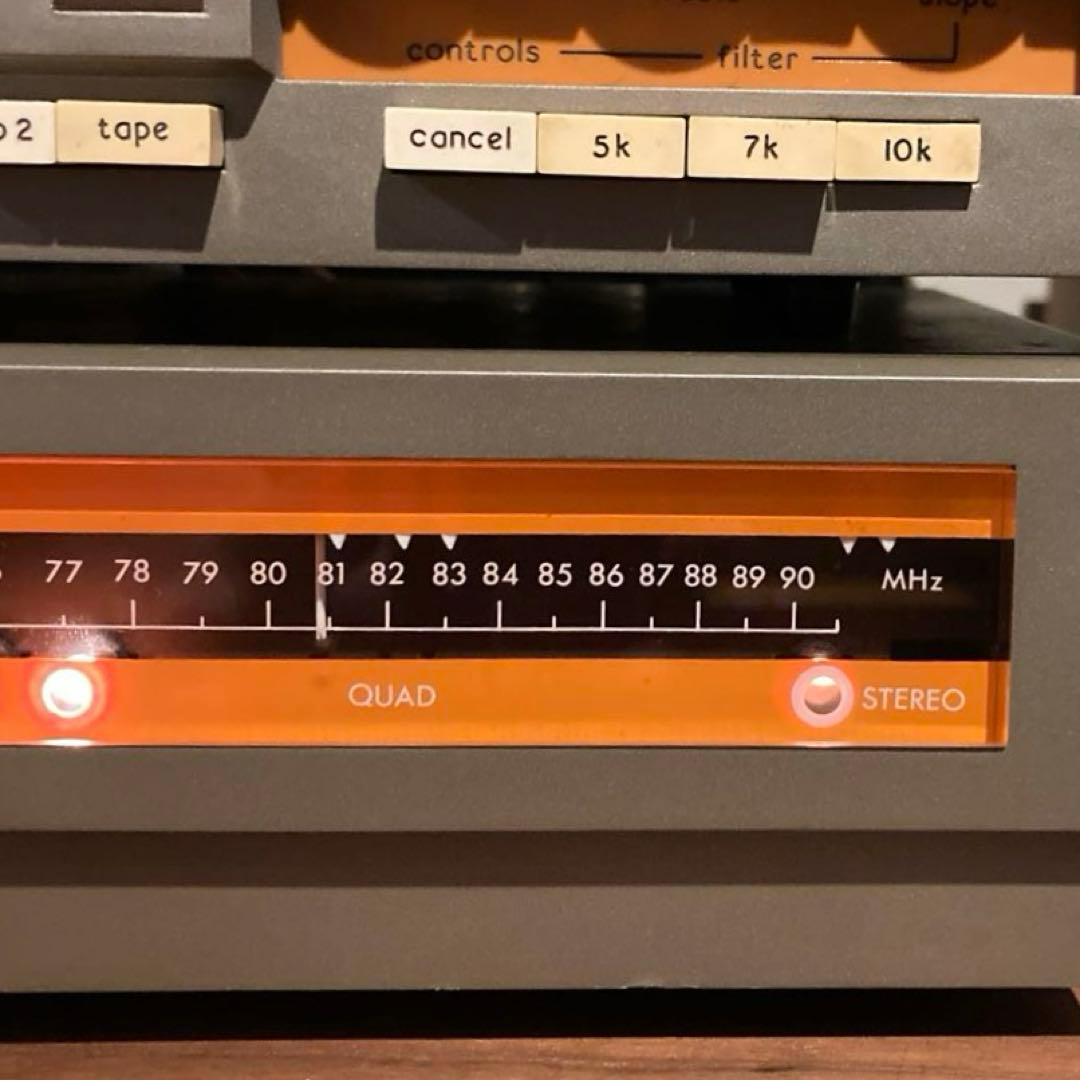 slope
controls filter
2 tape cancel 5k 7k 10k
77 78 79 80 81 82 83 84 85 86 87 88 89 90 MHz
QUAD STEREO